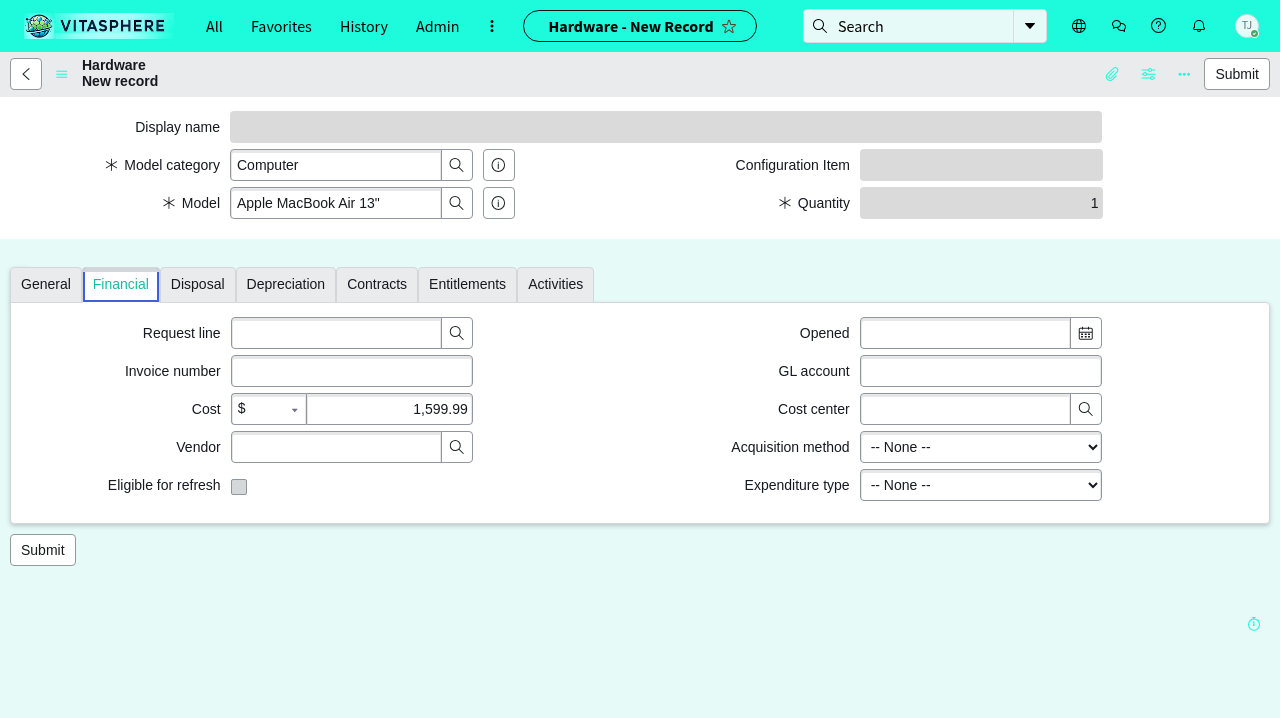 VITASPHERE All Favorites History Admin Hardware - New Record Search TJ
Hardware
New record
Submit
Display name
Model category Computer Configuration Item
Model Apple MacBook Air 13" Quantity 1
General Financial Disposal Depreciation Contracts Entitlements Activities
Request line Opened
Invoice number GL account
Cost $ 1,599.99 Cost center
Vendor Acquisition method -- None --
Eligible for refresh Expenditure type -- None --
Submit